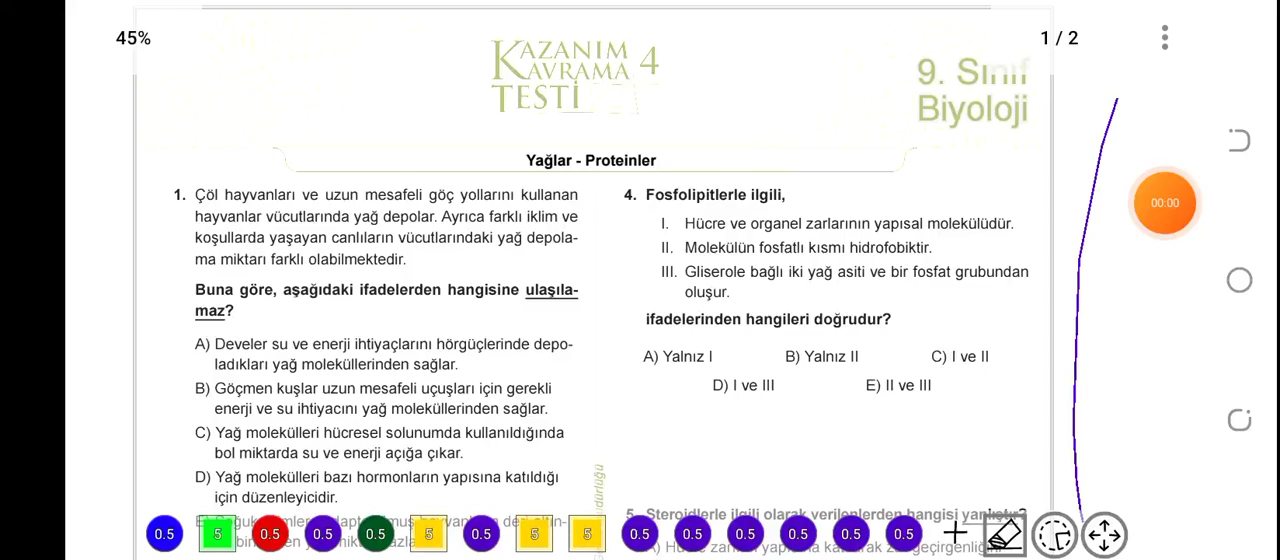 45%
1 / 2
KAZANIM
KAVRAMA 4
TESTİ
9. Sınıf
Biyoloji
Yağlar - Proteinler
1. Çöl hayvanları ve uzun mesafeli göç yollarını kullanan
hayvanlar vücutlarında yağ depolar. Ayrıca farklı iklim ve
koşullarda yaşayan canlıların vücutlarındaki yağ depola-
ma miktarı farklı olabilmektedir.
Buna göre, aşağıdaki ifadelerden hangisine ulaşıla-
maz?
A) Develer su ve enerji ihtiyaçlarını hörgüçlerinde depo-
ladıkları yağ moleküllerinden sağlar.
B) Göçmen kuşlar uzun mesafeli uçuşları için gerekli
enerji ve su ihtiyacını yağ moleküllerinden sağlar.
C) Yağ molekülleri hücresel solunumda kullanıldığında
bol miktarda su ve enerji açığa çıkar.
D) Yağ molekülleri bazı hormonların yapısına katıldığı
için düzenleyicidir.
4. Fosfolipitlerle ilgili,
I. Hücre ve organel zarlarının yapısal molekülüdür.
II. Molekülün fosfatlı kısmı hidrofobiktir.
III. Gliserole bağlı iki yağ asiti ve bir fosfat grubundan
oluşur.
ifadelerinden hangileri doğrudur?
A) Yalnız I B) Yalnız II C) I ve II
D) I ve III E) II ve III
5. Steroidlerle ilgili olarak verilenlerden hangisi yanlıştır?
00:00
0.5 5 0.5 0.5 0.5 5 0.5 5 5 0.5 0.5 0.5 0.5 0.5 0.5